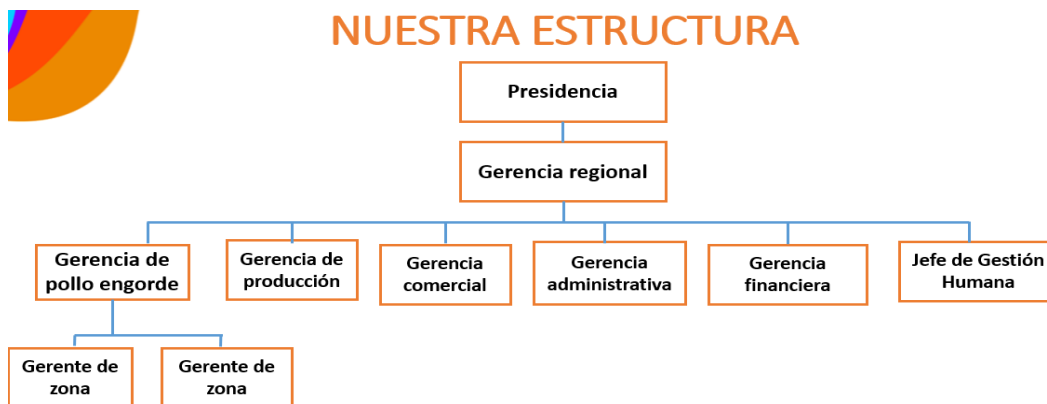 NUESTRA ESTRUCTURA
Presidencia
Gerencia regional
Gerencia de
pollo engorde
Gerencia de
producción
Gerencia
comercial
Gerencia
administrativa
Gerencia
financiera
Jefe de Gestión
Humana
Gerente de
zona
Gerente de
zona